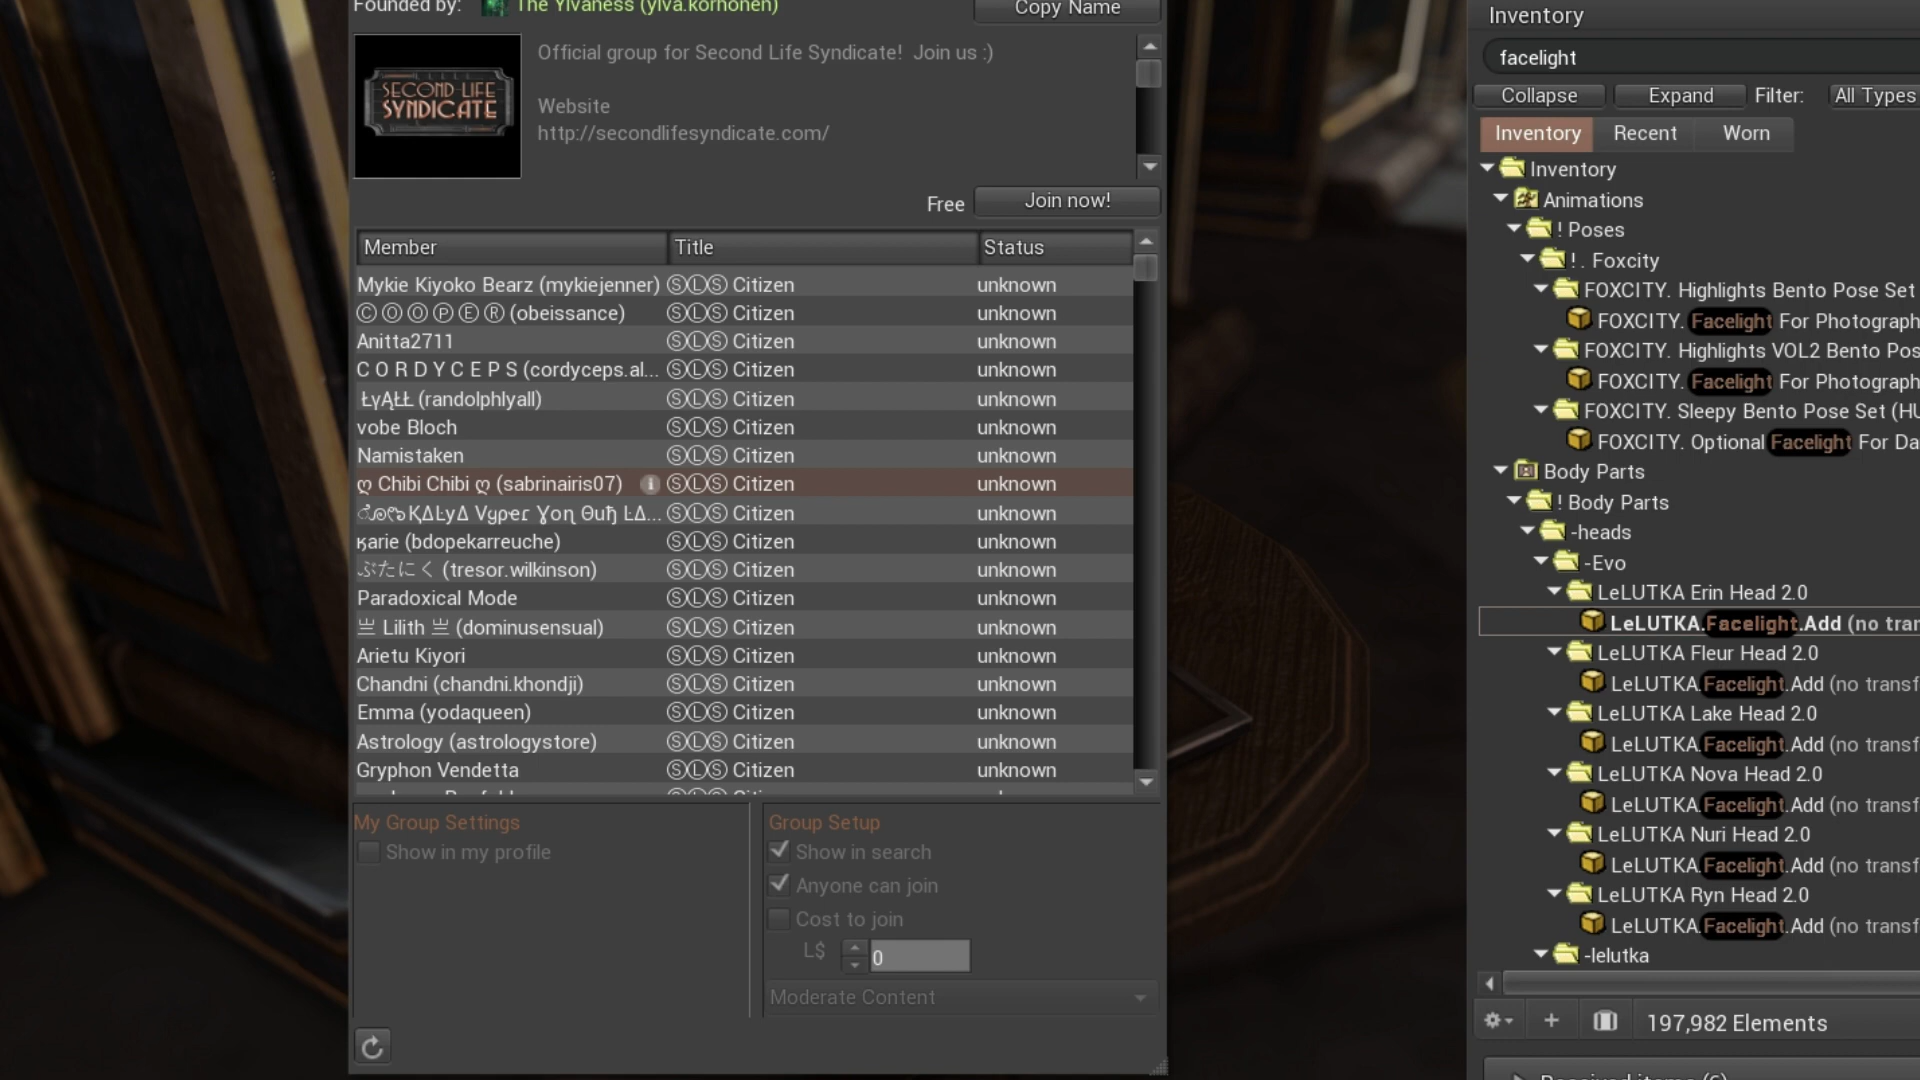 Founded by: The Ylvaness (ylva.korhonen)
Copy Name
SECOND LIFE
SYNDICATE
Official group for Second Life Syndicate! Join us :)
Website
http://secondlifesyndicate.com/
Free
Join now!
Member Title Status
Mykie Kiyoko Bearz (mykiejenner) ⓈⓁⓈ Citizen unknown
Ⓒ Ⓞ Ⓞ Ⓟ Ⓔ Ⓡ (obeissance) ⓈⓁⓈ Citizen unknown
Anitta2711 ⓈⓁⓈ Citizen unknown
C O R D Y C E P S (cordyceps.al... ⓈⓁⓈ Citizen unknown
ŁγĄŁŁ (randolphlyall) ⓈⓁⓈ Citizen unknown
vobe Bloch ⓈⓁⓈ Citizen unknown
Namistaken ⓈⓁⓈ Citizen unknown
ღ Chibi Chibi ღ (sabrinairis07) ⓈⓁⓈ Citizen unknown
ⓈⓁⓈ Citizen unknown
ӄarie (bdopekarreuche) ⓈⓁⓈ Citizen unknown
ぶたにく (tresor.wilkinson) ⓈⓁⓈ Citizen unknown
Paradoxical Mode ⓈⓁⓈ Citizen unknown
亗 Lilith 亗 (dominusensual) ⓈⓁⓈ Citizen unknown
Arietu Kiyori ⓈⓁⓈ Citizen unknown
Chandni (chandni.khondji) ⓈⓁⓈ Citizen unknown
Emma (yodaqueen) ⓈⓁⓈ Citizen unknown
Astrology (astrologystore) ⓈⓁⓈ Citizen unknown
Gryphon Vendetta ⓈⓁⓈ Citizen unknown
My Group Settings
Show in my profile
Group Setup
Show in search
Anyone can join
Cost to join
L$ 0
Moderate Content
Inventory
facelight
Collapse Expand Filter: All Types
Inventory Recent Worn
Inventory
Animations
! Poses
!. Foxcity
FOXCITY. Highlights Bento Pose Set
FOXCITY. Facelight For Photograph
FOXCITY. Highlights VOL2 Bento Pos
FOXCITY. Facelight For Photograph
FOXCITY. Sleepy Bento Pose Set (HU
FOXCITY. Optional Facelight For Da
Body Parts
! Body Parts
-heads
-Evo
LeLUTKA Erin Head 2.0
LeLUTKA.Facelight.Add (no tran
LeLUTKA Fleur Head 2.0
LeLUTKA.Facelight.Add (no transf
LeLUTKA Lake Head 2.0
LeLUTKA.Facelight.Add (no transf
LeLUTKA Nova Head 2.0
LeLUTKA.Facelight.Add (no transf
LeLUTKA Nuri Head 2.0
LeLUTKA.Facelight.Add (no transf
LeLUTKA Ryn Head 2.0
LeLUTKA.Facelight.Add (no transf
-lelutka
197,982 Elements
Received items (6)